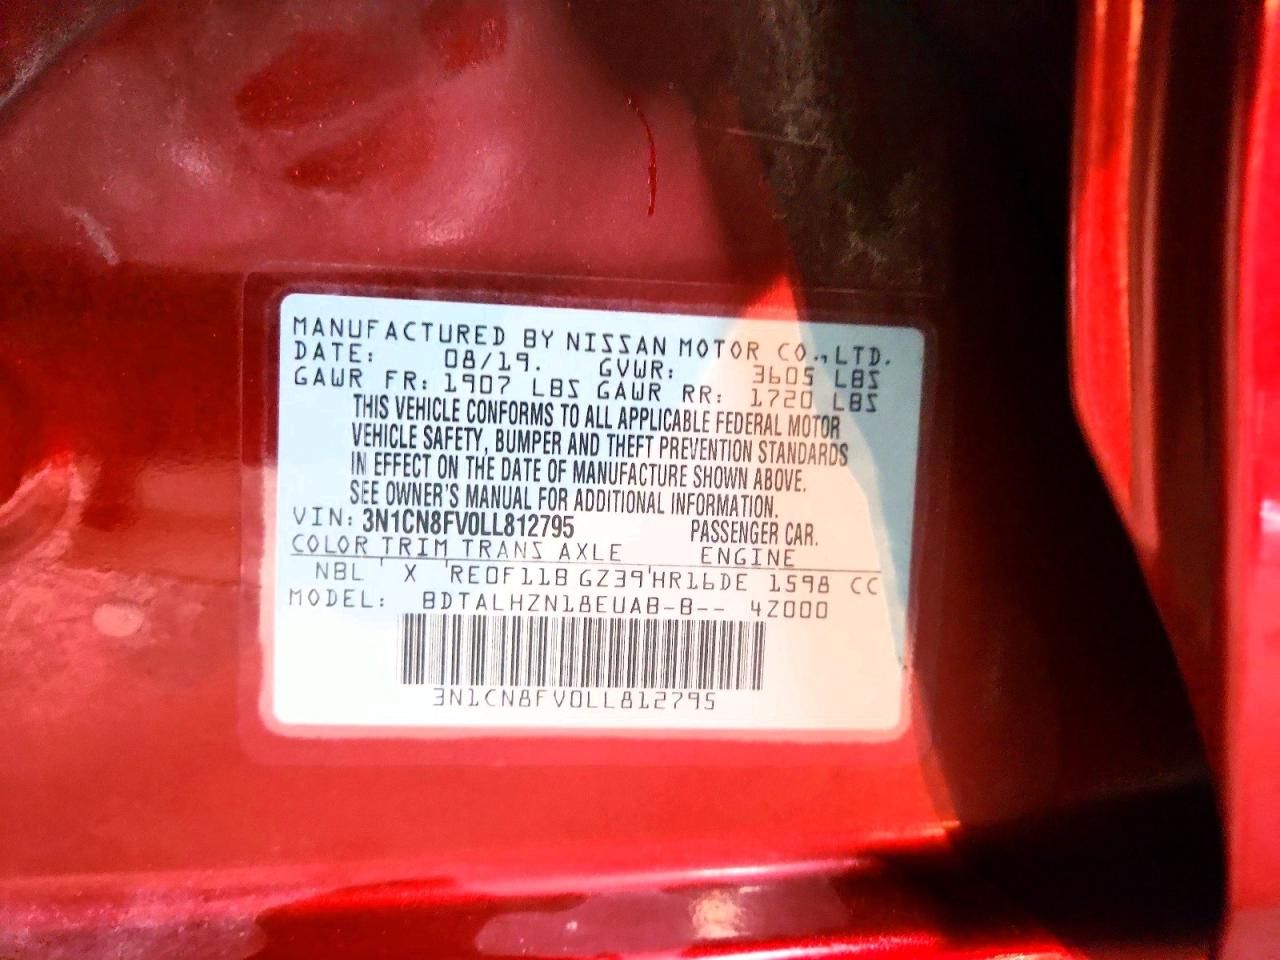 MANUFACTURED BY NISSAN MOTOR CO., LTD.
DATE: 08/19. GVWR: 3605 LBS
GAWR FR: 1907 LBS GAWR RR: 1720 LBS
THIS VEHICLE CONFORMS TO ALL APPLICABLE FEDERAL MOTOR
VEHICLE SAFETY, BUMPER AND THEFT PREVENTION STANDARDS
IN EFFECT ON THE DATE OF MANUFACTURE SHOWN ABOVE.
SEE OWNER'S MANUAL FOR ADDITIONAL INFORMATION.
VIN: 3N1CN8FV0LL812795 PASSENGER CAR.
COLOR TRIM TRANS AXLE ENGINE
NBL ' X 'RE0F11B GZ39'HR16DE 1598 CC
MODEL: BDTALHZN18EUAB-B-- 4Z000
3N1CN8FV0LL812795